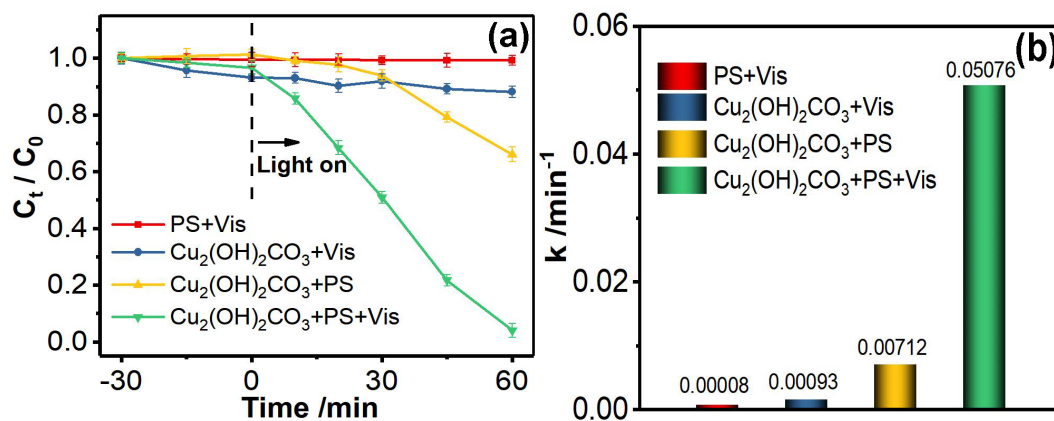 (a)
C_t / C_0
1.0
0.8
0.6
0.4
0.2
0.0
Light on
PS+Vis
Cu₂(OH)₂CO₃+Vis
Cu₂(OH)₂CO₃+PS
Cu₂(OH)₂CO₃+PS+Vis
-30
0
30
60
Time /min
(b)
k /min⁻¹
0.06
0.04
0.02
0.00
PS+Vis
Cu₂(OH)₂CO₃+Vis
Cu₂(OH)₂CO₃+PS
Cu₂(OH)₂CO₃+PS+Vis
0.00008
0.00093
0.00712
0.05076